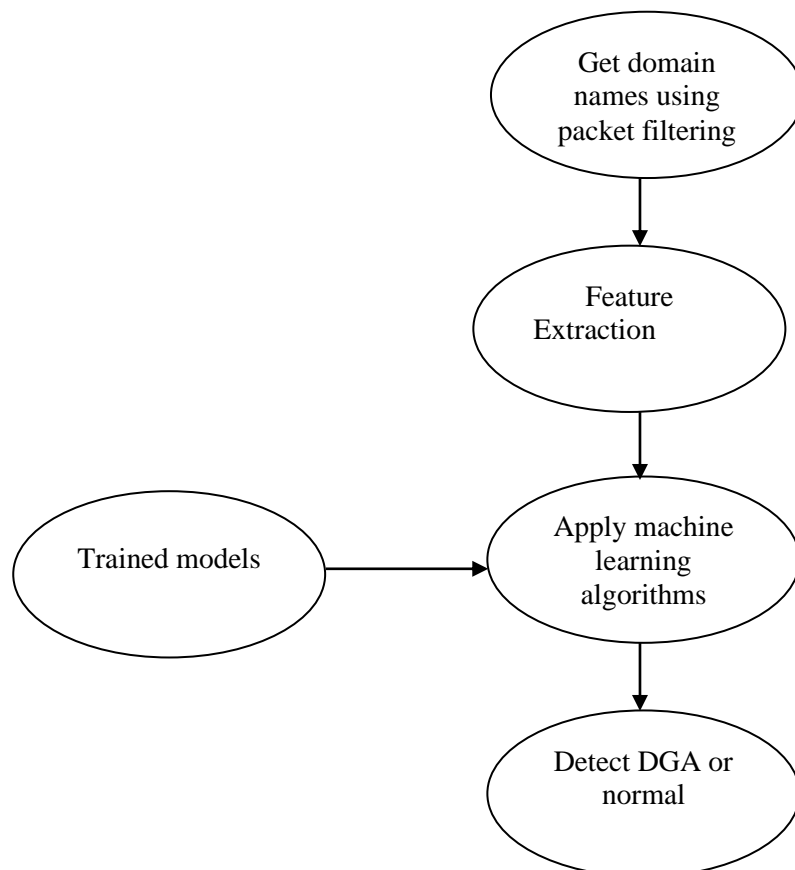 Get domain
names using
packet filtering
Feature
Extraction
Trained models
Apply machine
learning
algorithms
Detect DGA or
normal